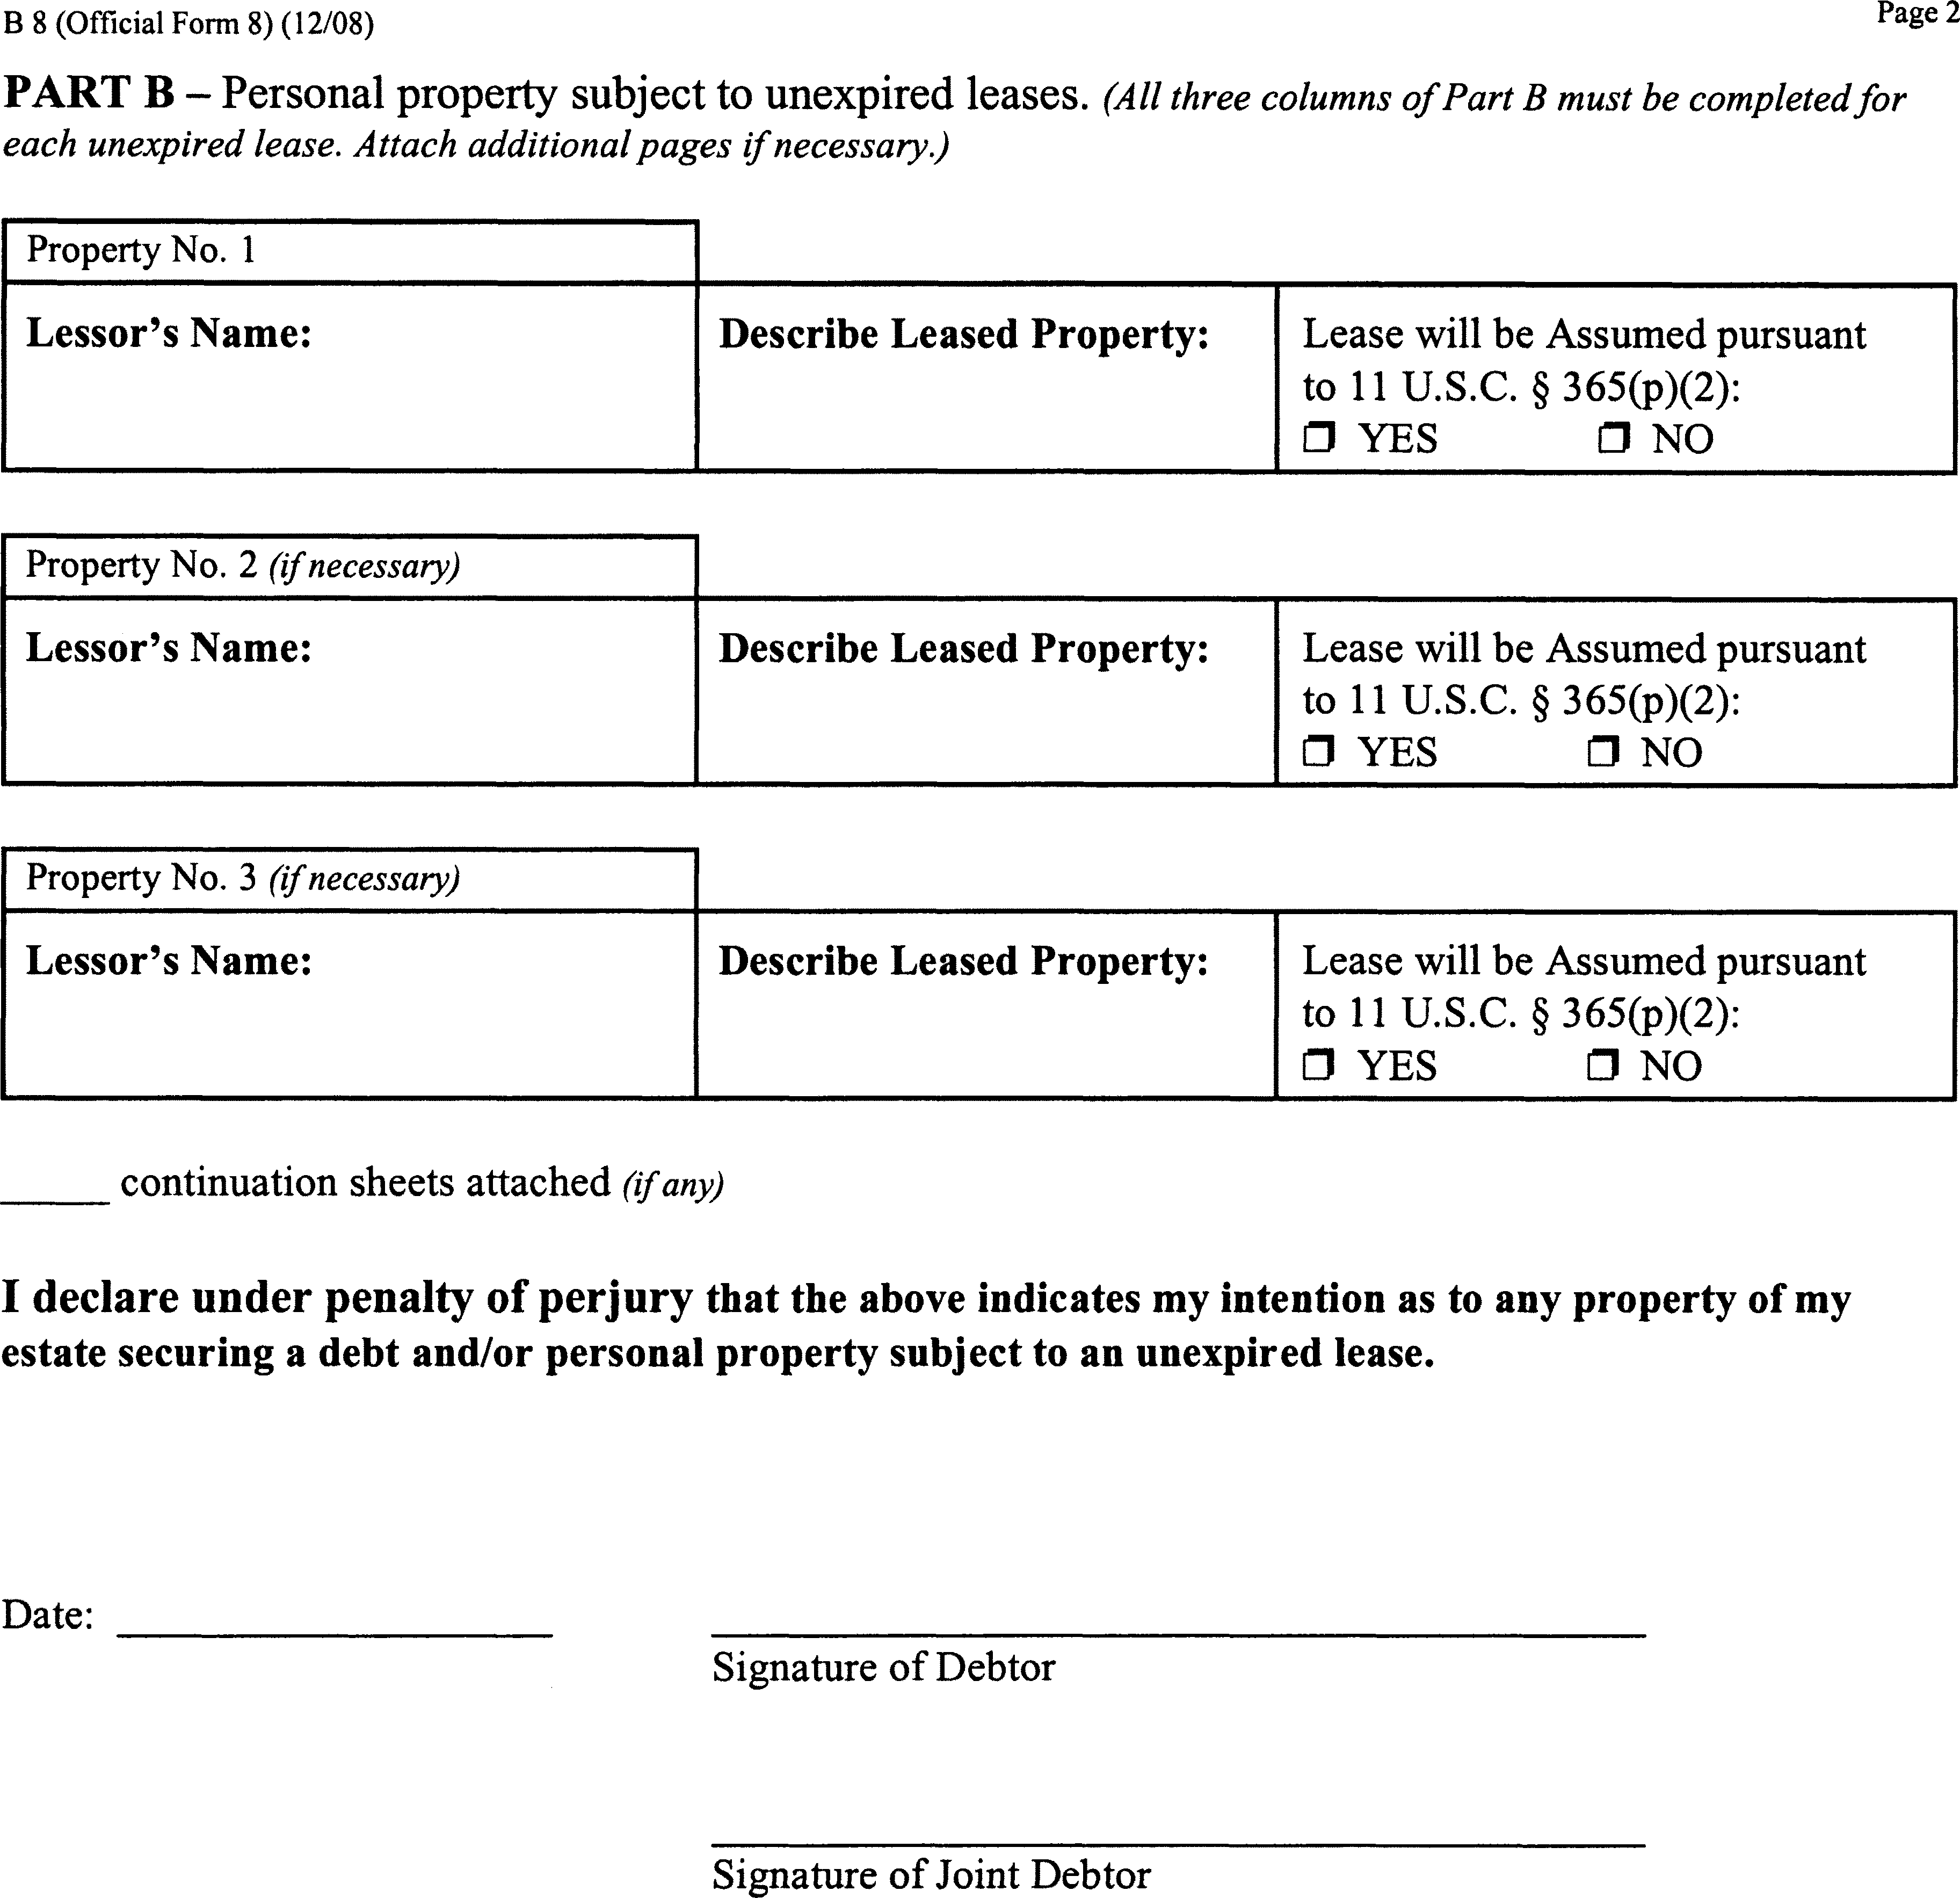 B 8 (Official Form 8) (12/08)
Page 2
PART B – Personal property subject to unexpired leases. (All three columns of Part B must be completed for
each unexpired lease. Attach additional pages if necessary.)
Property No. 1
Lessor's Name:
Describe Leased Property:
Lease will be Assumed pursuant
to 11 U.S.C. § 365(p)(2):
☐ YES ☐ NO
Property No. 2 (if necessary)
Lessor's Name:
Describe Leased Property:
Lease will be Assumed pursuant
to 11 U.S.C. § 365(p)(2):
☐ YES ☐ NO
Property No. 3 (if necessary)
Lessor's Name:
Describe Leased Property:
Lease will be Assumed pursuant
to 11 U.S.C. § 365(p)(2):
☐ YES ☐ NO
_____ continuation sheets attached (if any)
I declare under penalty of perjury that the above indicates my intention as to any property of my
estate securing a debt and/or personal property subject to an unexpired lease.
Date: ____________________
Signature of Debtor
Signature of Joint Debtor